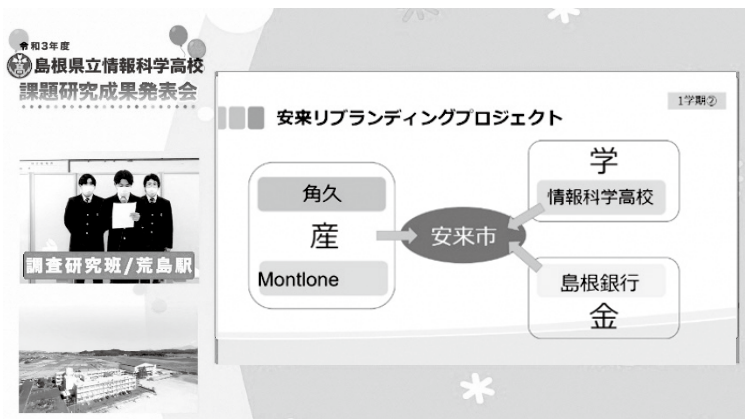 令和3年度
島根県立情報科学高校
課題研究成果発表会
調査研究班/荒島駅
1学期②
安来リブランディングプロジェクト
角久
産
Montlone
安来市
学
情報科学高校
島根銀行
金